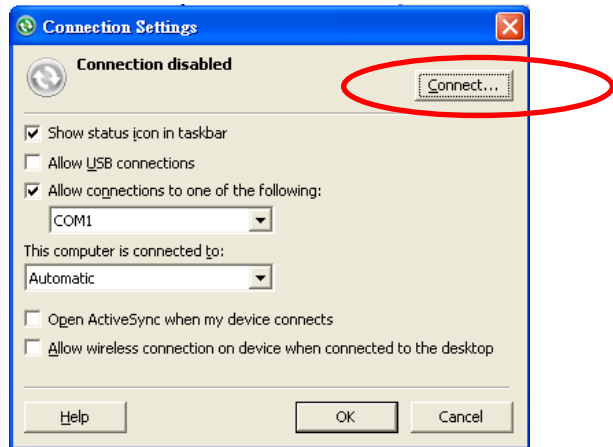 Connection Settings
Connection disabled
Connect...
Show status icon in taskbar
Allow USB connections
Allow connections to one of the following:
COM1
This computer is connected to:
Automatic
Open ActiveSync when my device connects
Allow wireless connection on device when connected to the desktop
Help OK Cancel